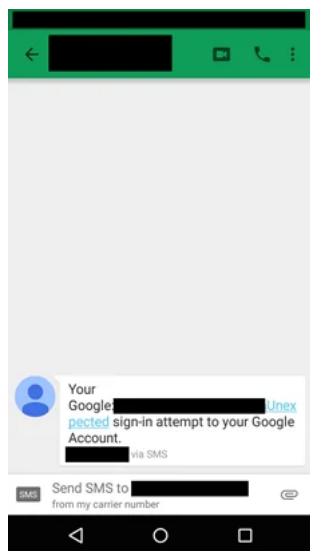 Your
Google: Unex
pected sign-in attempt to your Google
Account.
via SMS
SMS
Send SMS to
from my carrier number